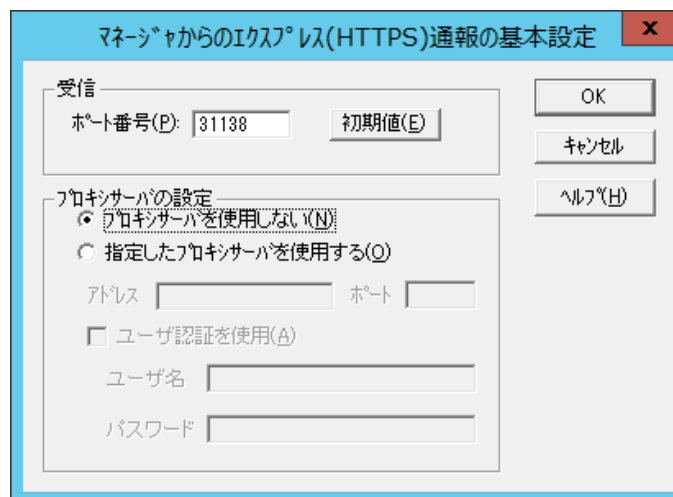 マネージャからのエクスプレス(HTTPS)通報の基本設定
x
受信
ポート番号(P):
31138
初期値(E)
OK
キャンセル
ヘルプ(H)
プロキシサーバの設定
プロキシサーバを使用しない(N)
指定したプロキシサーバを使用する(O)
アドレス
ポート
ユーザ認証を使用(A)
ユーザ名
パスワード